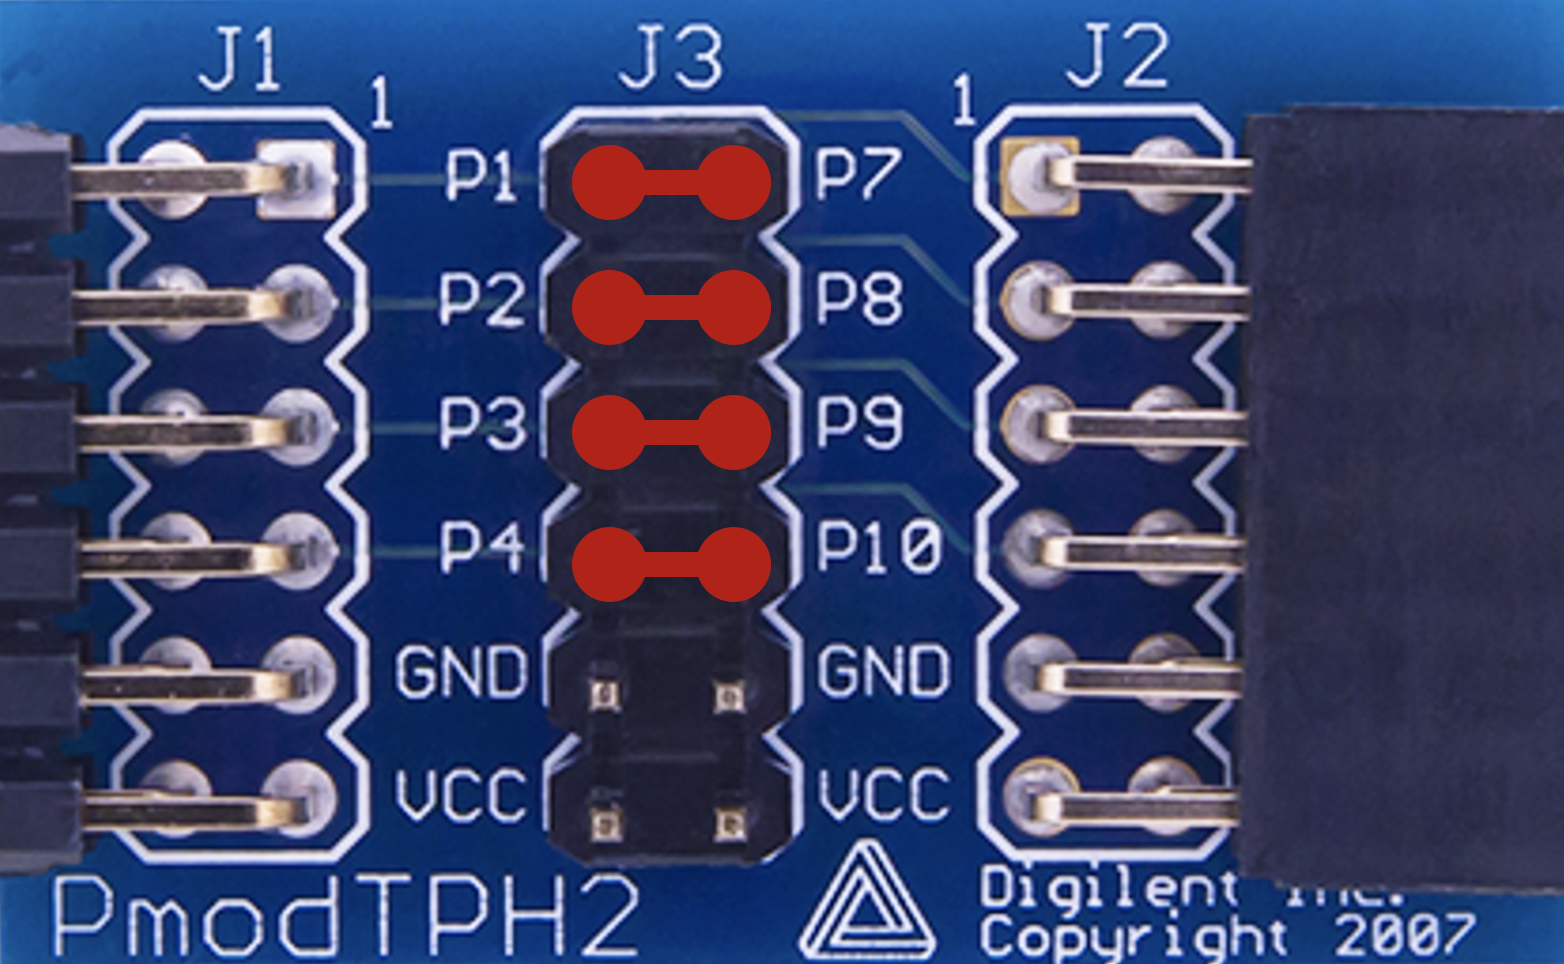 J1 J3 J2
1 1
P1 P7
P2 P8
P3 P9
P4 P10
GND GND
VCC VCC
PmodTPH2
Digilent Inc.
Copyright 2007